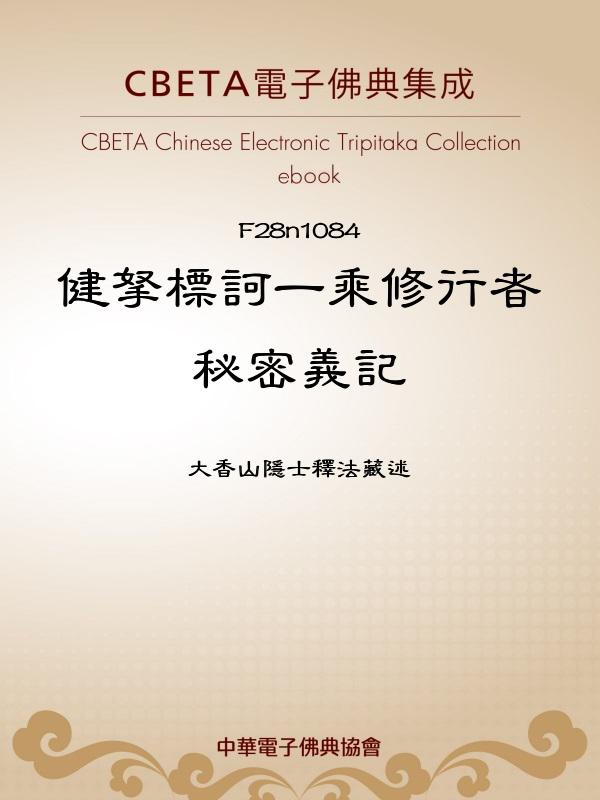 CBETA電子佛典集成
CBETA Chinese Electronic Tripitaka Collection
ebook
F28n1084
健拏標訶一乘修行者
秘密義記
大香山隱士釋法藏述
中華電子佛典協會